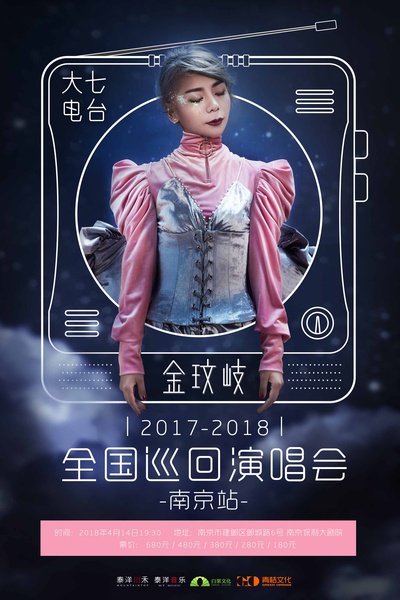 大七
电台
金玟岐
2017-2018
全国巡回演唱会
-南京站-
时间：2018年4月14日19:30 地址：南京市建邺区邺城路6号 南京保利大剧院
票价：680元 / 480元 / 380元 / 280元 / 180元
泰洋川禾 泰洋音乐 白果文化 青桔文化